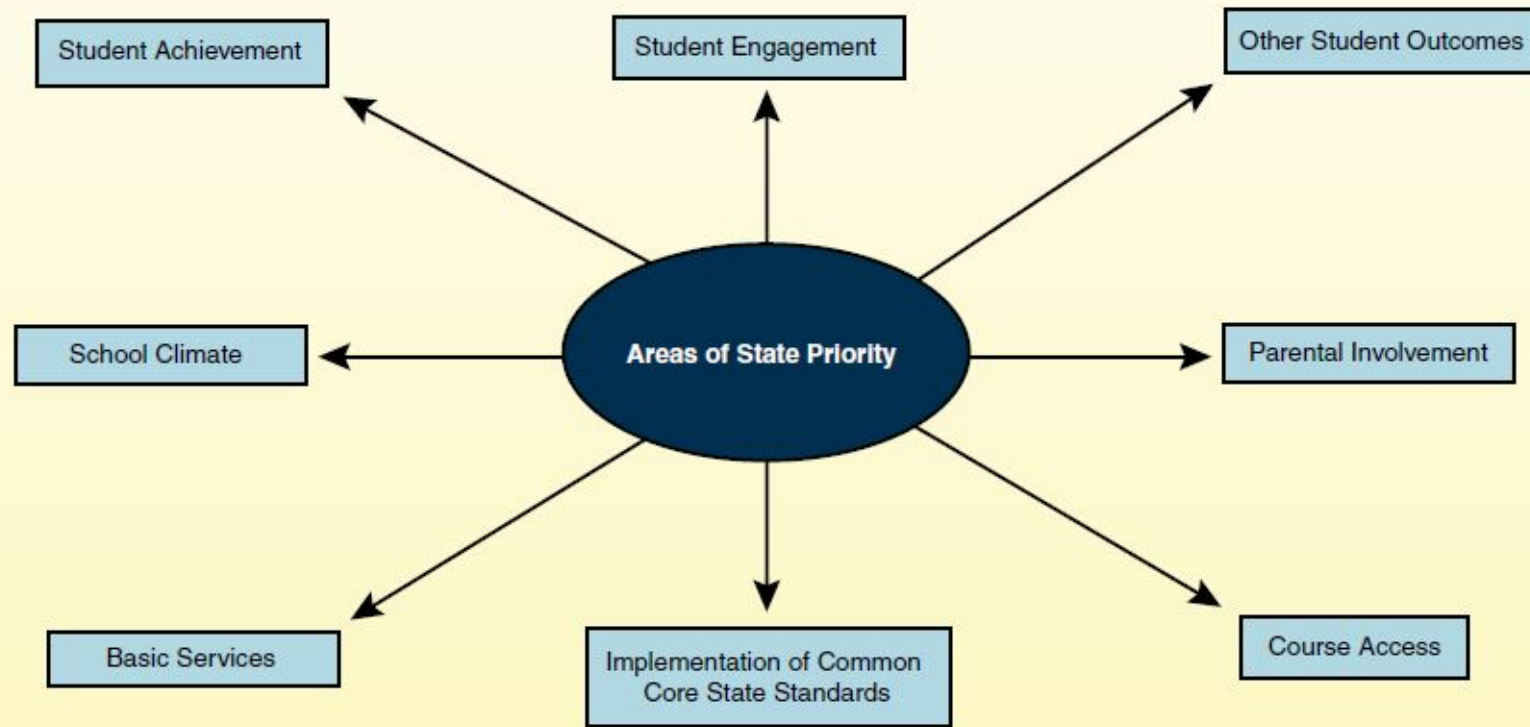 Student Achievement
Student Engagement
Other Student Outcomes
School Climate
Areas of State Priority
Parental Involvement
Basic Services
Implementation of Common
Core State Standards
Course Access